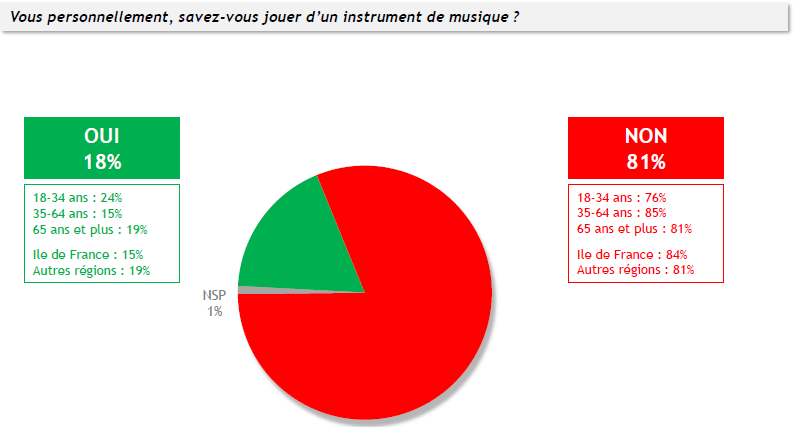 Vous personnellement, savez-vous jouer d’un instrument de musique ?
OUI
18%
18-34 ans : 24%
35-64 ans : 15%
65 ans et plus : 19%
Ile de France : 15%
Autres régions : 19%
NSP
1%
NON
81%
18-34 ans : 76%
35-64 ans : 85%
65 ans et plus : 81%
Ile de France : 84%
Autres régions : 81%